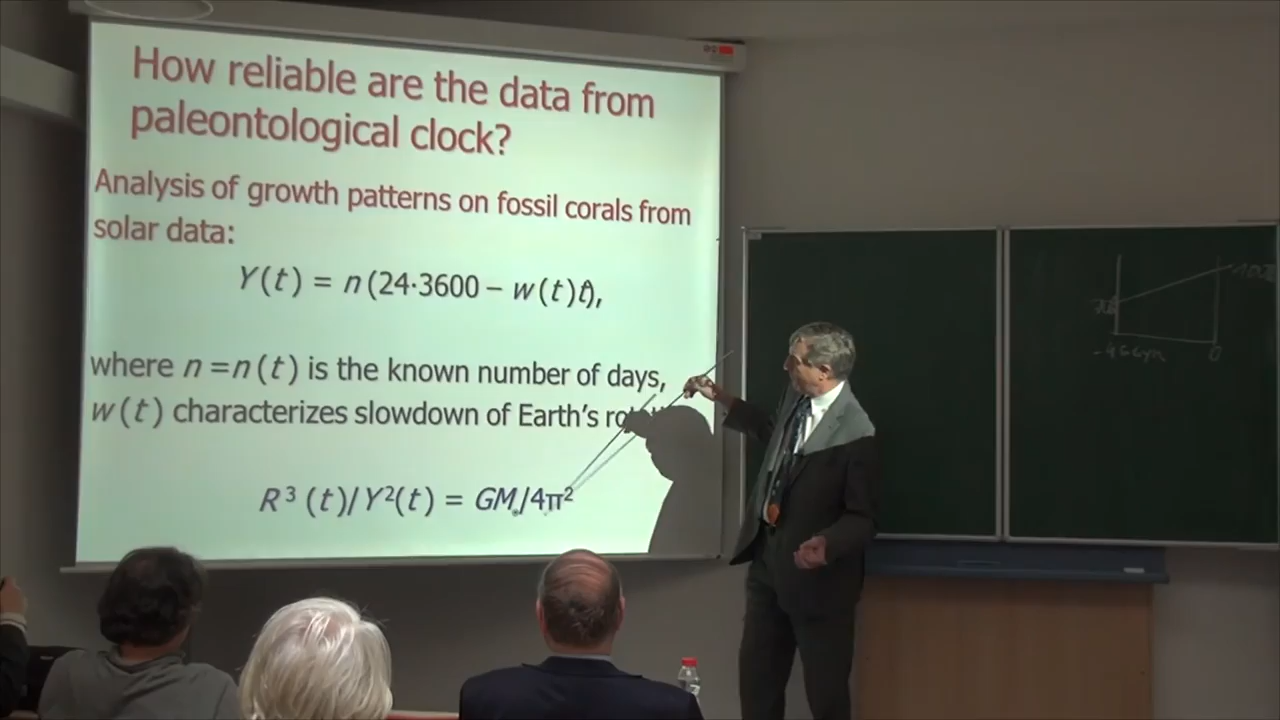 How reliable are the data from
paleontological clock?
Analysis of growth patterns on fossil corals from
solar data:
Y(t) = n(24·3600 − w(t)t),
where n = n(t) is the known number of days,
w(t) characterizes slowdown of Earth's
R³(t)/Y²(t) = GM/4π²
0